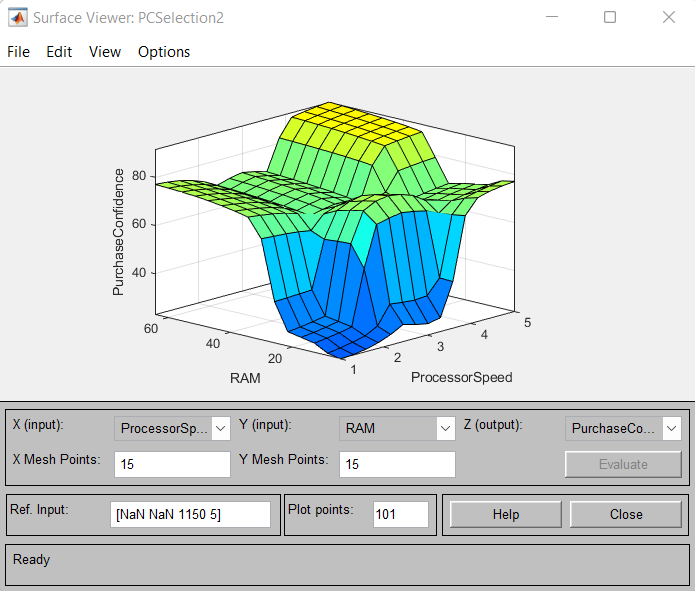 Surface Viewer: PCSelection2
File Edit View Options
80
60
40
PurchaseConfidence
60
40
20
RAM
1
2
3
4
5
ProcessorSpeed
X (input): ProcessorSp... Y (input): RAM Z (output): PurchaseCo...
X Mesh Points: 15 Y Mesh Points: 15 Evaluate
Ref. Input: [NaN NaN 1150 5] Plot points: 101 Help Close
Ready